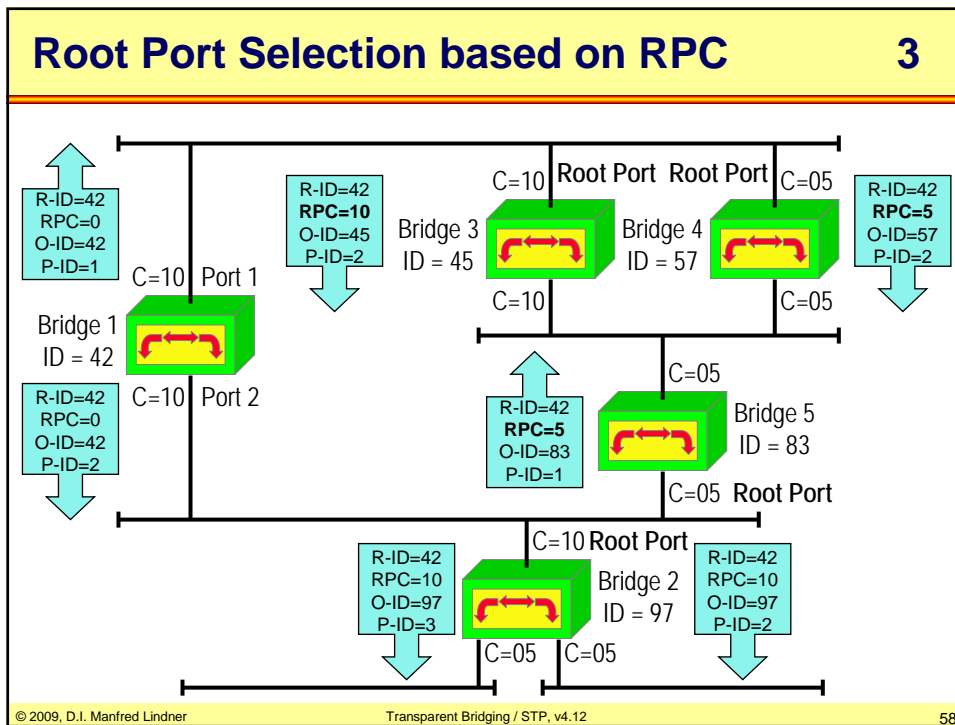 Root Port Selection based on RPC 3
R-ID=42
RPC=0
O-ID=42
P-ID=1
R-ID=42
RPC=10
O-ID=45
P-ID=2
C=10
Root Port
Root Port
C=05
R-ID=42
RPC=5
O-ID=57
P-ID=2
Bridge 3
ID = 45
Bridge 4
ID = 57
C=10
C=05
C=10 Port 1
Bridge 1
ID = 42
C=10 Port 2
R-ID=42
RPC=0
O-ID=42
P-ID=2
R-ID=42
RPC=5
O-ID=83
P-ID=1
C=05
Bridge 5
ID = 83
C=05 Root Port
C=10 Root Port
R-ID=42
RPC=10
O-ID=97
P-ID=3
Bridge 2
ID = 97
R-ID=42
RPC=10
O-ID=97
P-ID=2
C=05
C=05
© 2009, D.I. Manfred Lindner
Transparent Bridging / STP, v4.12
58